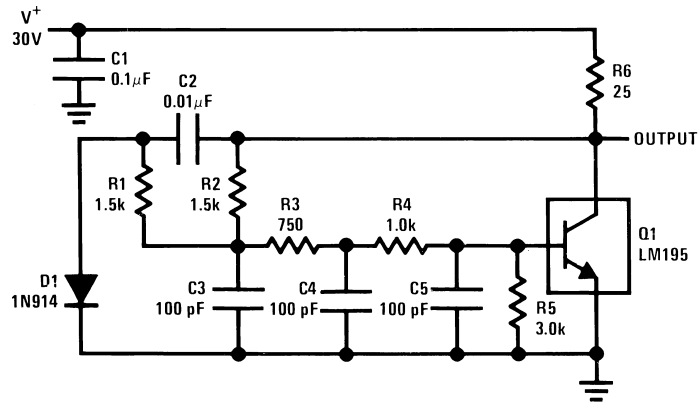 V+
30V
C1
0.1μF
C2
0.01μF
R6
25
OUTPUT
R1
1.5k
R2
1.5k
R3
750
R4
1.0k
Q1
LM195
D1
1N914
C3
100 pF
C4
100 pF
C5
100 pF
R5
3.0k